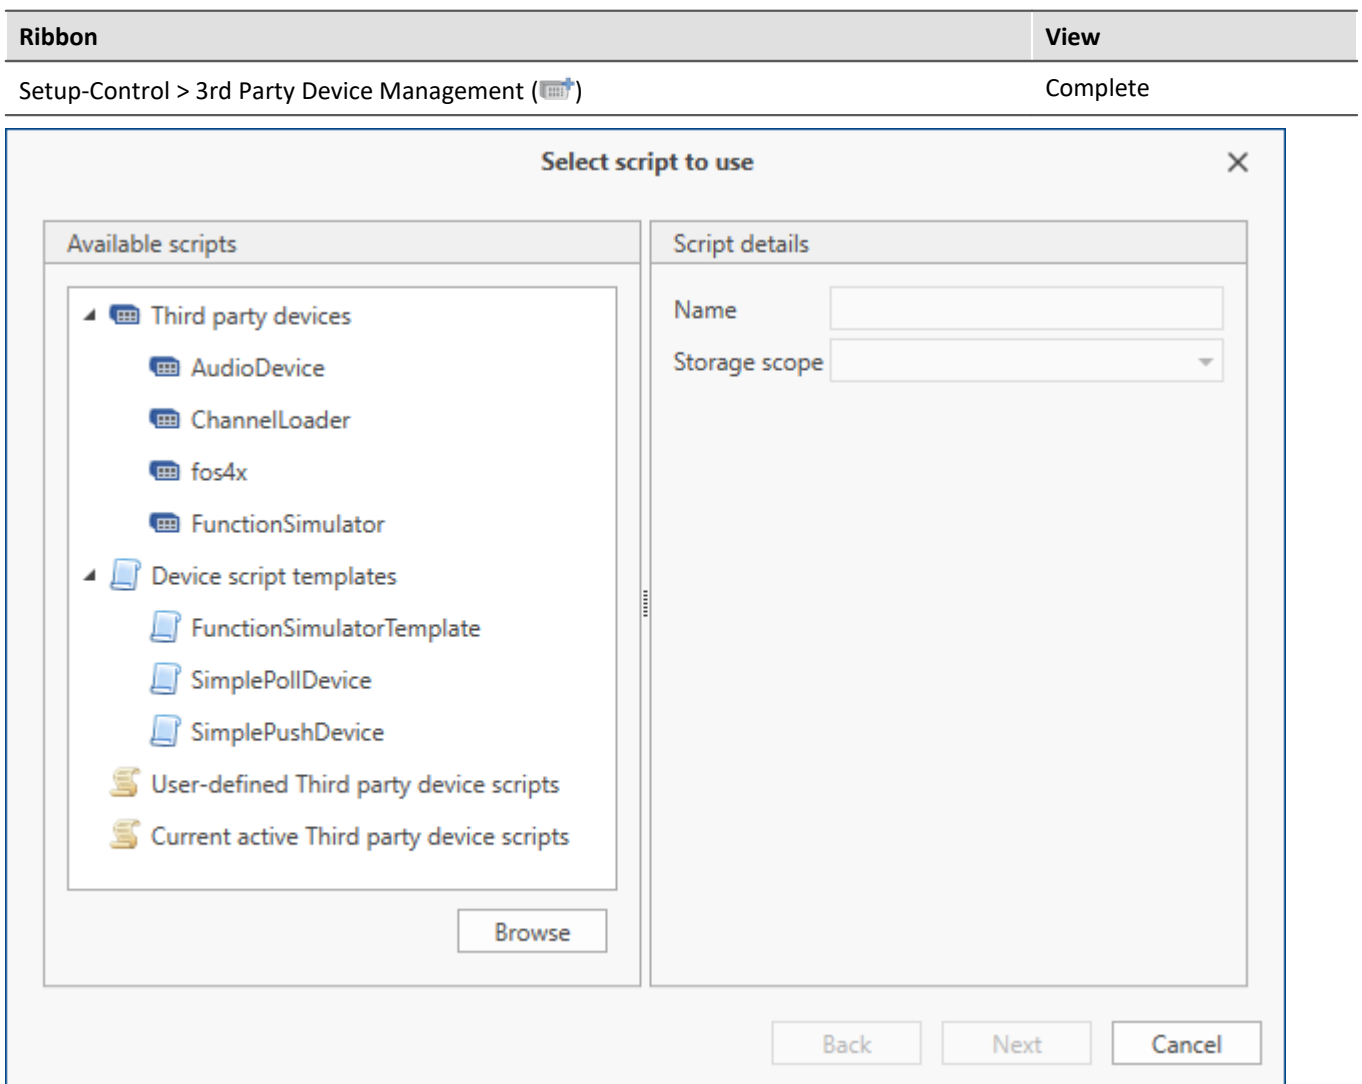 Ribbon View
Setup-Control > 3rd Party Device Management ( ) Complete
Select script to use
Available scripts
Script details
Third party devices
AudioDevice
ChannelLoader
fos4x
FunctionSimulator
Device script templates
FunctionSimulatorTemplate
SimplePollDevice
SimplePushDevice
User-defined Third party device scripts
Current active Third party device scripts
Browse
Name
Storage scope
Back Next Cancel